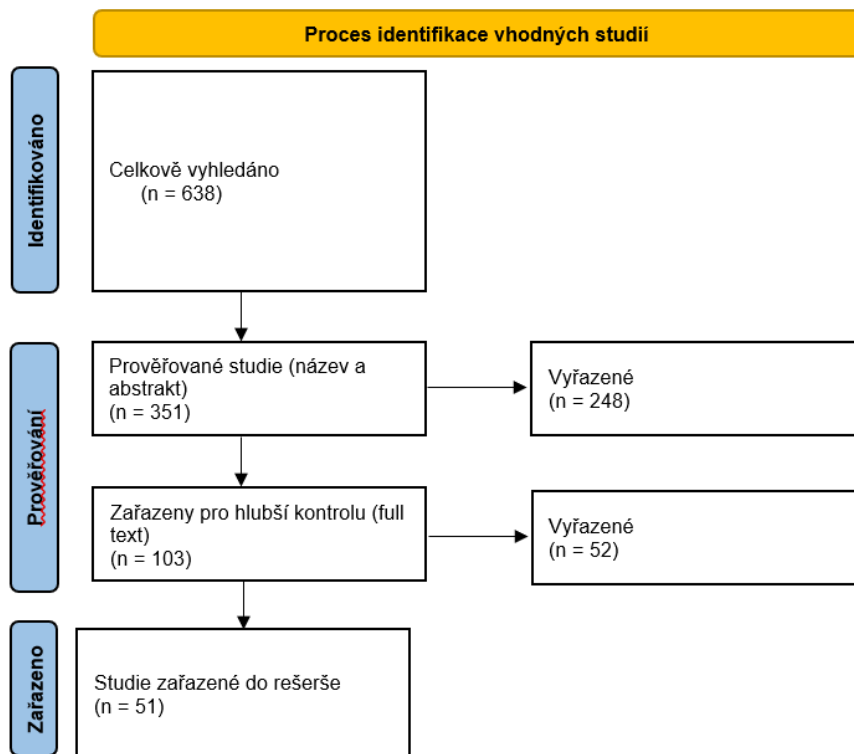 Proces identifikace vhodných studií
Identifikováno
Celkově vyhledáno
(n = 638)
Prověřování
Prověřované studie (název a
abstrakt)
(n = 351)
Vyřazené
(n = 248)
Zařazeny pro hlubší kontrolu (full
text)
(n = 103)
Vyřazené
(n = 52)
Zařazeno
Studie zařazené do rešerše
(n = 51)